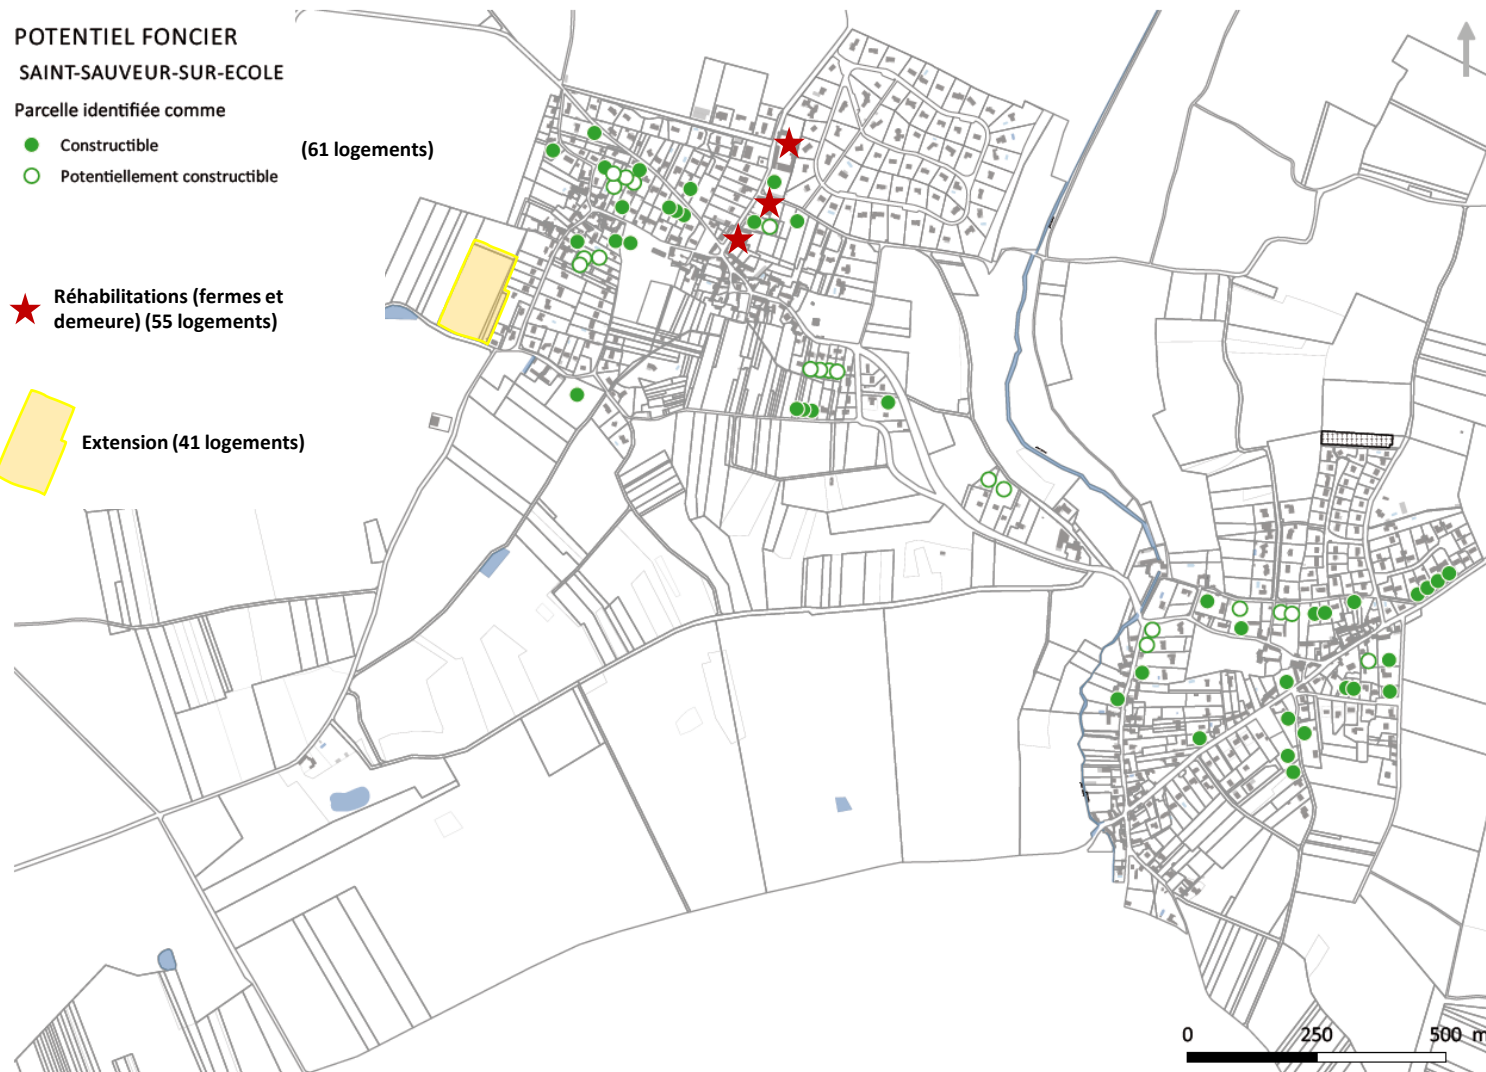 POTENTIEL FONCIER
SAINT-SAUVEUR-SUR-ECOLE
Parcelle identifiée comme
Constructible
(61 logements)
Potentiellement constructible
Réhabilitations (fermes et
demeure) (55 logements)
Extension (41 logements)
0 250 500 m